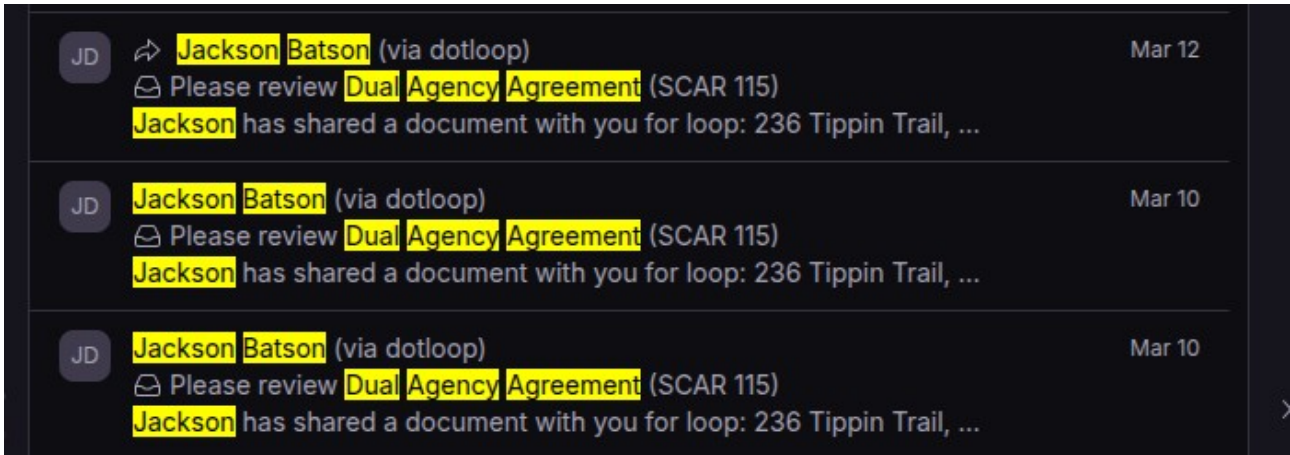 JD
Jackson Batson (via dotloop)
Mar 12
Please review Dual Agency Agreement (SCAR 115)
Jackson has shared a document with you for loop: 236 Tippin Trail, ...
JD
Jackson Batson (via dotloop)
Mar 10
Please review Dual Agency Agreement (SCAR 115)
Jackson has shared a document with you for loop: 236 Tippin Trail, ...
JD
Jackson Batson (via dotloop)
Mar 10
Please review Dual Agency Agreement (SCAR 115)
Jackson has shared a document with you for loop: 236 Tippin Trail, ...